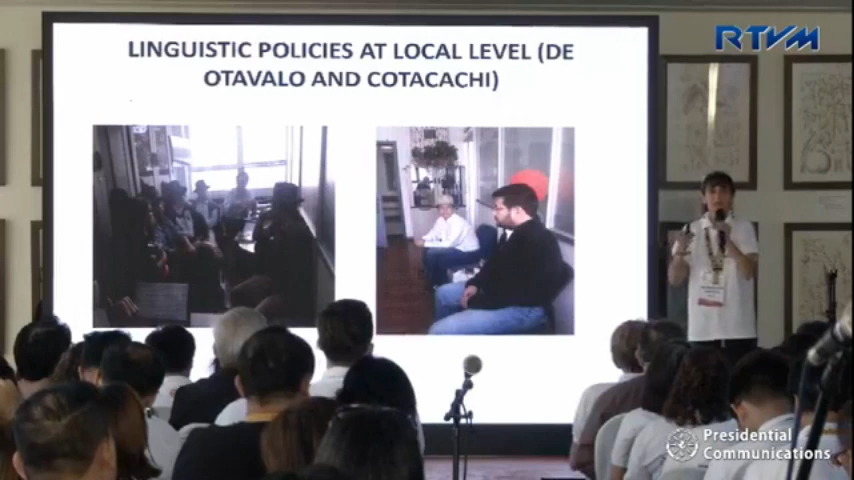 LINGUISTIC POLICIES AT LOCAL LEVEL (DE
OTAVALO AND COTACACHI)
RTVM
Presidential
Communications